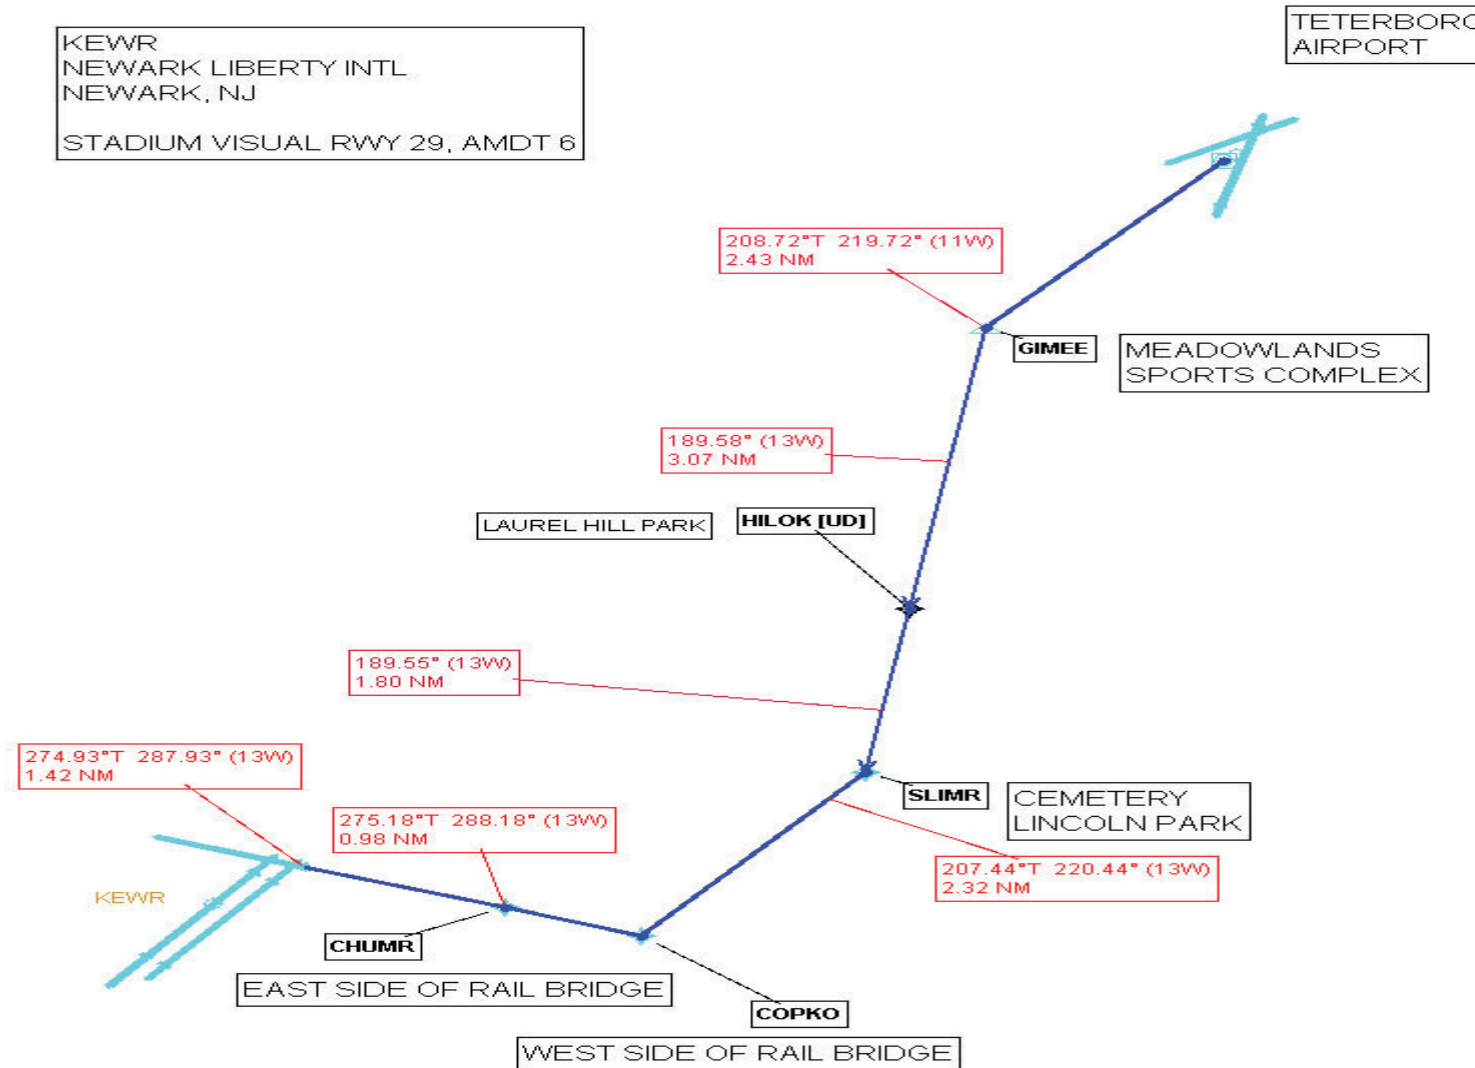 KEWR
NEWARK LIBERTY INTL
NEWARK, NJ
STADIUM VISUAL RWY 29, AMDT 6
TETERBORO
AIRPORT
208.72°T 219.72° (11W)
2.43 NM
GIMEE
MEADOWLANDS
SPORTS COMPLEX
189.58° (13W)
3.07 NM
LAUREL HILL PARK
HILOK [UD]
189.55° (13W)
1.80 NM
274.93°T 287.93° (13W)
1.42 NM
SLIMR
CEMETERY
LINCOLN PARK
275.18°T 288.18° (13W)
0.98 NM
207.44°T 220.44° (13W)
2.32 NM
KEWR
CHUMR
EAST SIDE OF RAIL BRIDGE
COPKO
WEST SIDE OF RAIL BRIDGE